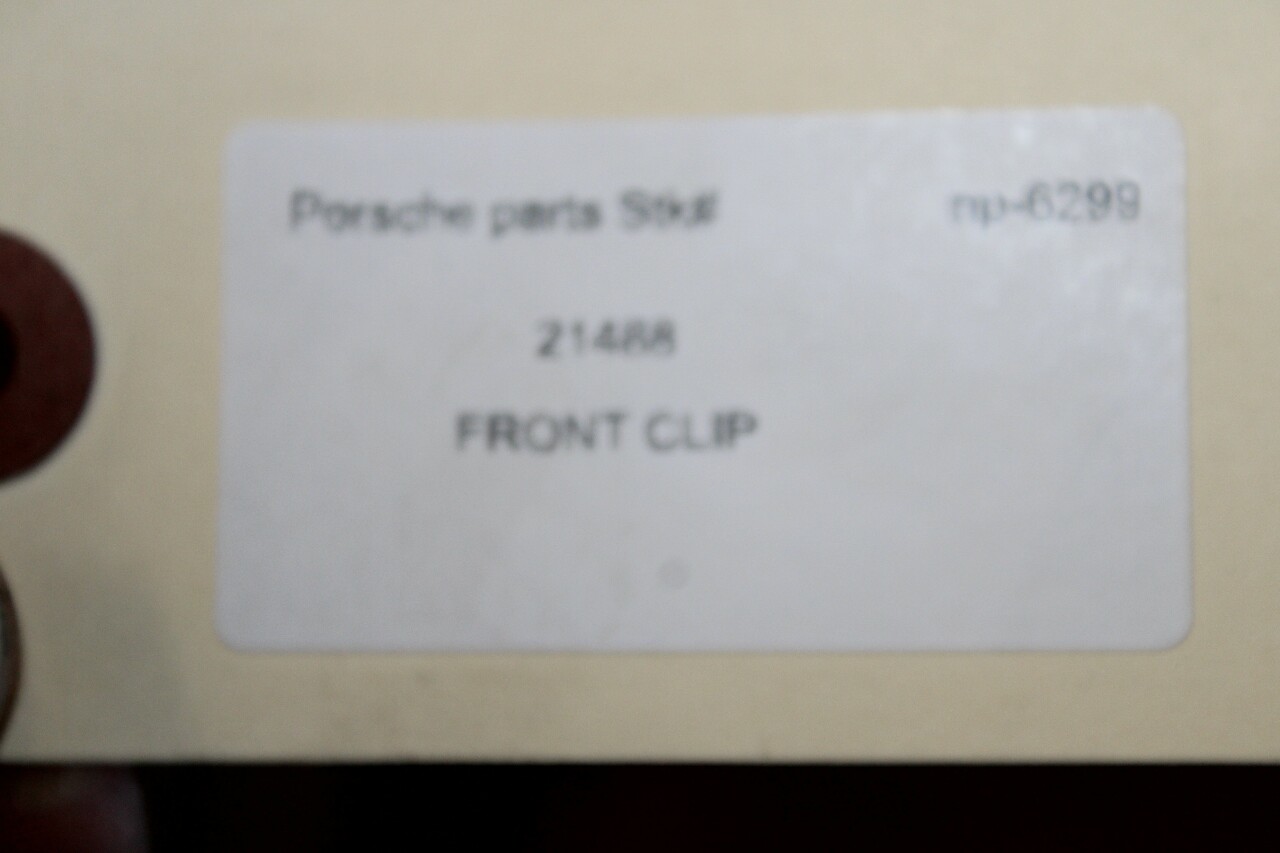 Porsche parts Stk# np-6299
21488
FRONT CLIP